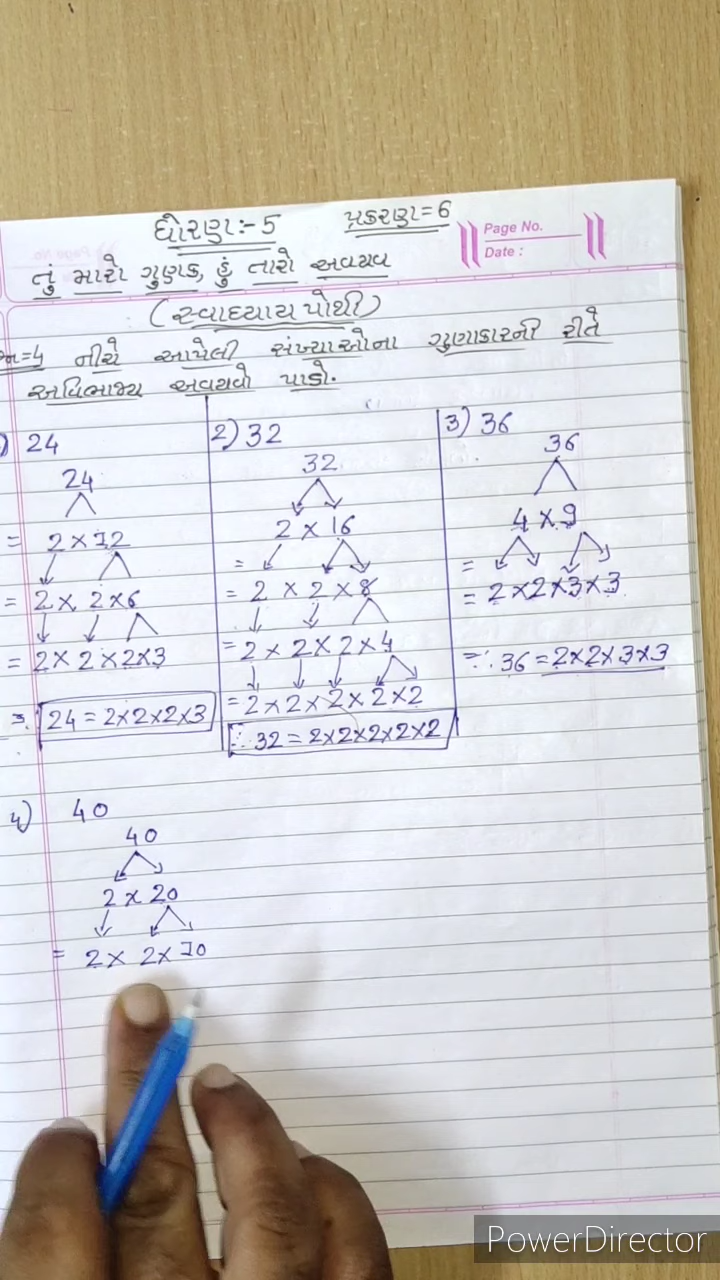 ધોરણ:- 5 પ્રકરણ = 6
Page No.
Date :
તું મારો ગુણક, હું તારો અવયવ
(સ્વાધ્યાય પોથી)
=4 નીચે આપેલી સંખ્યાઓના ગુણાકારની રીતે
અવિભાજ્ય અવયવો પાડો.
) 24
24
= 2 × 12
= 2 × 2 × 6
= 2 × 2 × 2 × 3
∴ 24 = 2×2×2×3
2) 32
32
2 × 16
= 2 × 2 × 8
= 2 × 2 × 2 × 4
= 2 × 2 × 2 × 2 × 2
∴ 32 = 2×2×2×2×2
3) 36
36
4 × 9
=
= 2×2×3×3
=∴ 36 = 2×2×3×3
4) 40
40
2 × 20
= 2 × 2 × 10
PowerDirector